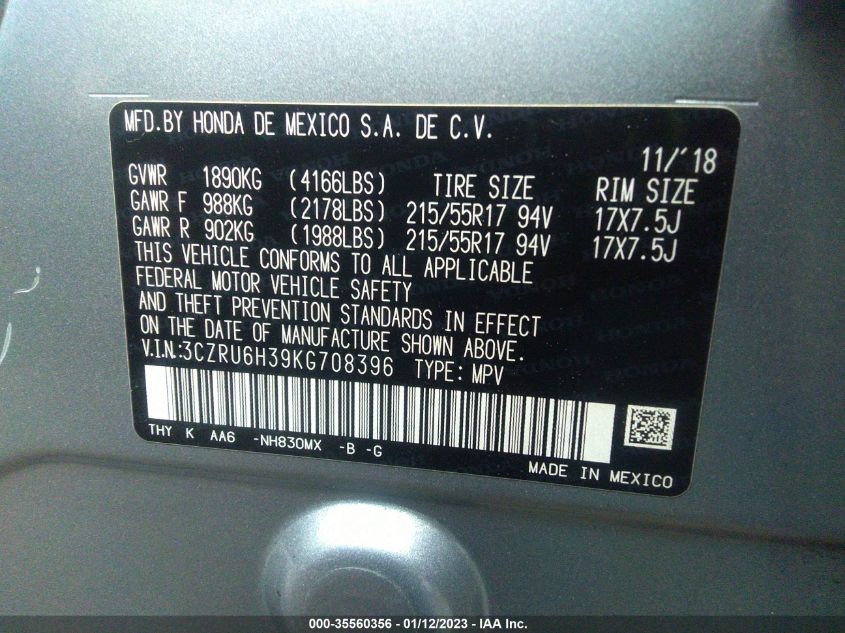 MFD.BY HONDA DE MEXICO S.A. DE C.V.
11/'18
GVWR 1890KG (4166LBS) TIRE SIZE RIM SIZE
GAWR F 988KG (2178LBS) 215/55R17 94V 17X7.5J
GAWR R 902KG (1988LBS) 215/55R17 94V 17X7.5J
THIS VEHICLE CONFORMS TO ALL APPLICABLE
FEDERAL MOTOR VEHICLE SAFETY
AND THEFT PREVENTION STANDARDS IN EFFECT
ON THE DATE OF MANUFACTURE SHOWN ABOVE.
V.I.N:3CZRU6H39KG708396 TYPE: MPV
THY K AA6 -NH830MX -B -G
MADE IN MEXICO
000-35560356 - 01/12/2023 - IAA Inc.